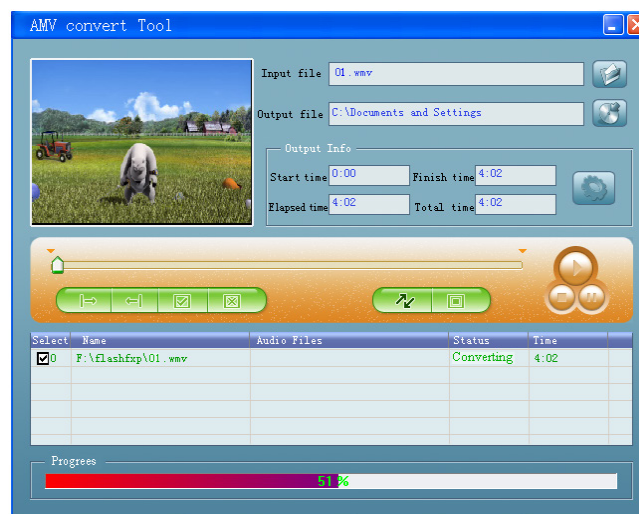 AMV convert Tool
Input file 01.wmv
Output file C:\Documents and Settings
Output Info
Start time 0:00 Finish time 4:02
Elapsed time 4:02 Total time 4:02
Select Name Audio Files Status Time
0 F:\flashfxp\01.wmv Converting 4:02
Progrees
51 %